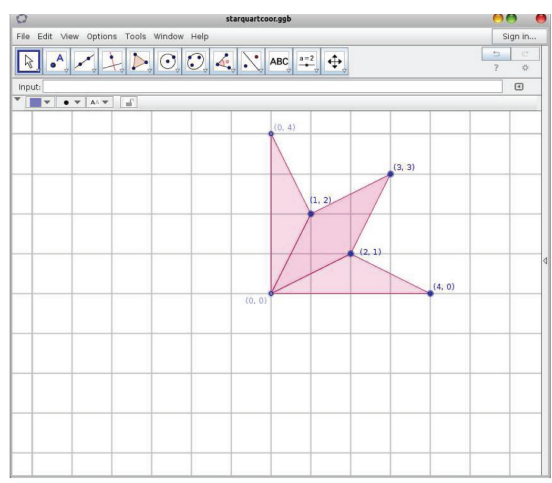 starquartcoor.ggb
File Edit View Options Tools Window Help
Sign in...
A
ABC
a=2
?
Input:
AA
(0, 4)
(3, 3)
(1, 2)
(2, 1)
(4, 0)
(0, 0)